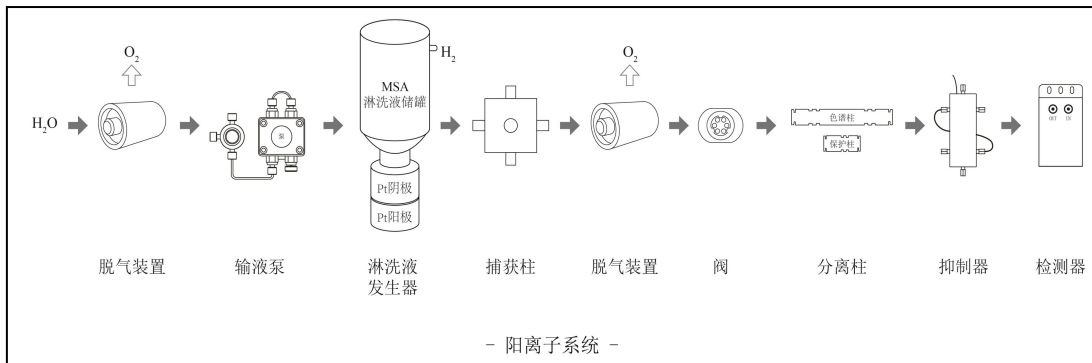 O₂
O₂
H₂
MSA
淋洗液储罐
H₂O
泵
色谱柱
保护柱
OUT IN
Pt阴极
Pt阳极
脱气装置
输液泵
淋洗液
发生器
捕获柱
脱气装置
阀
分离柱
抑制器
检测器
- 阳离子系统 -